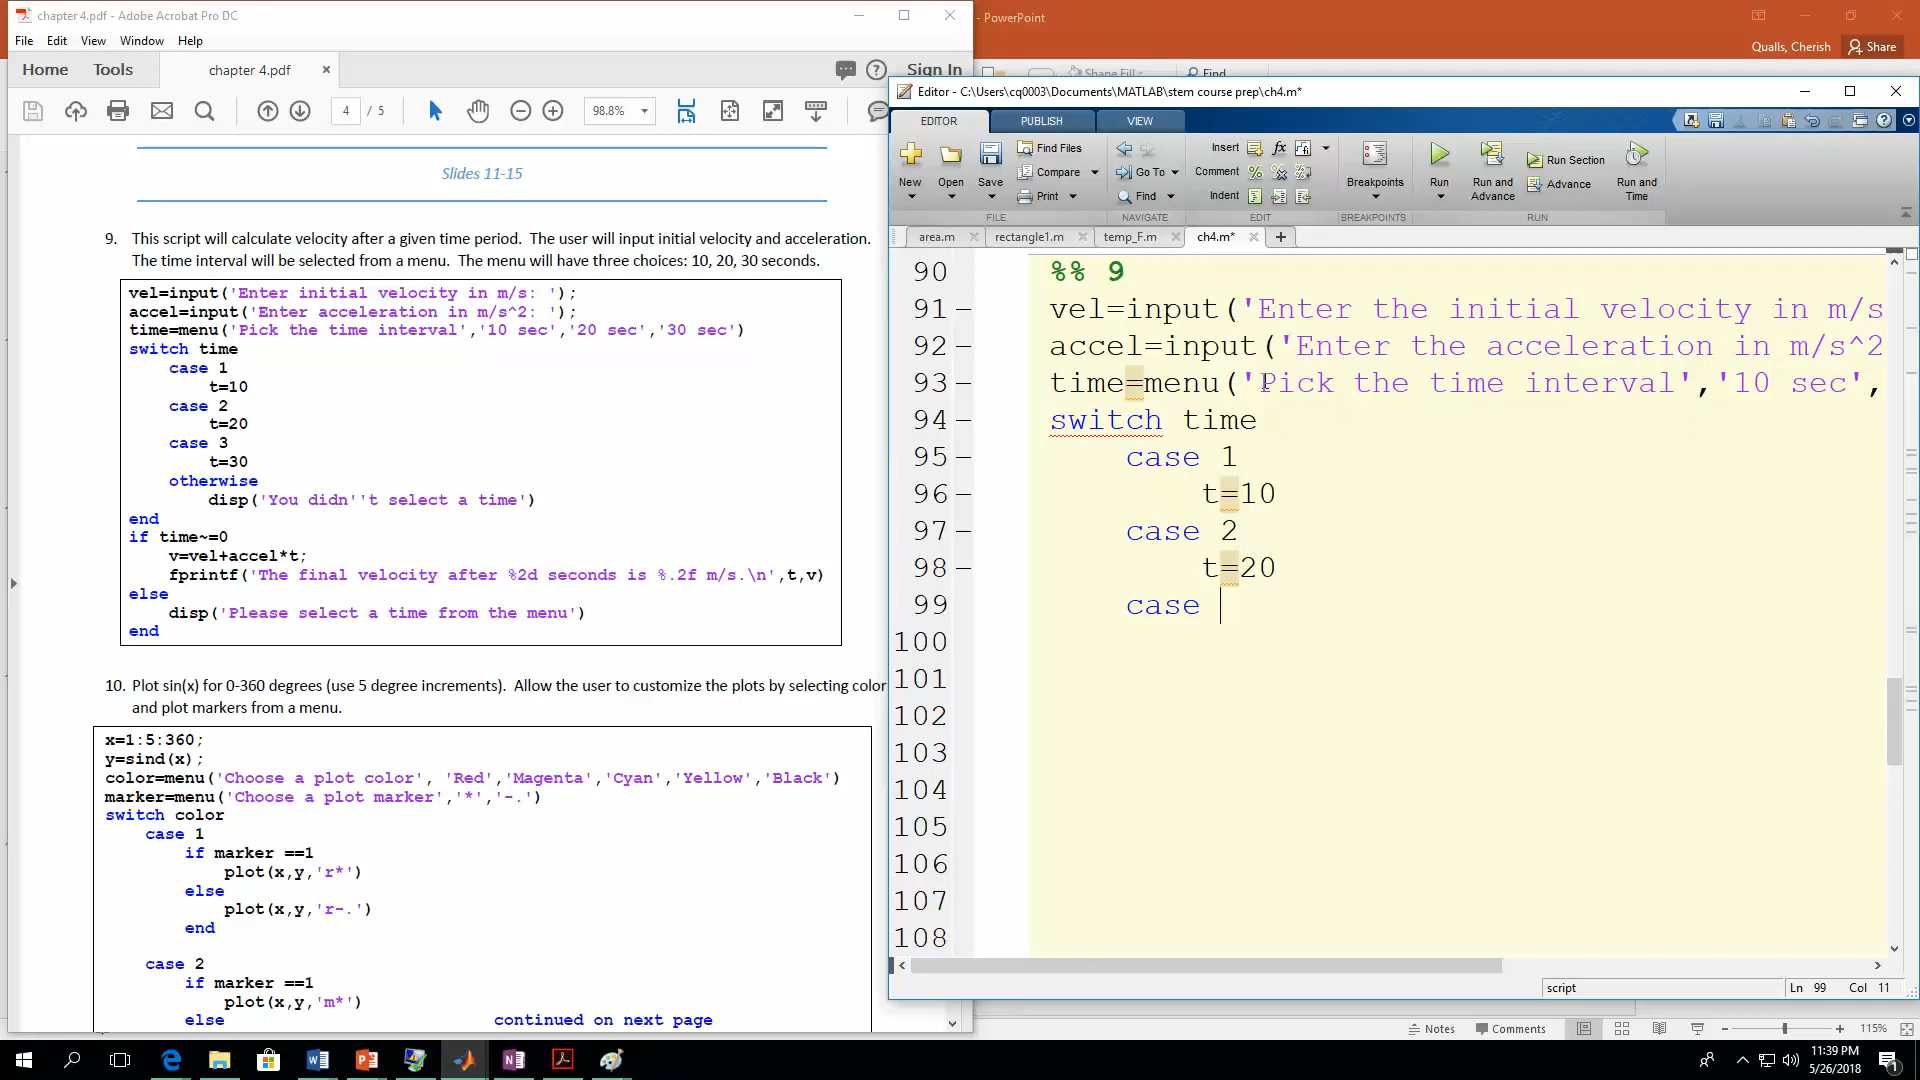 chapter 4.pdf - Adobe Acrobat Pro DC
File Edit View Window Help
Home Tools chapter 4.pdf × Sign In
4 / 5 98.8%
Slides 11-15
9. This script will calculate velocity after a given time period. The user will input initial velocity and acceleration.
The time interval will be selected from a menu. The menu will have three choices: 10, 20, 30 seconds.
vel=input('Enter initial velocity in m/s: ');
accel=input('Enter acceleration in m/s^2: ');
time=menu('Pick the time interval','10 sec','20 sec','30 sec')
switch time
case 1
t=10
case 2
t=20
case 3
t=30
otherwise
disp('You didn''t select a time')
end
if time~=0
v=vel+accel*t;
fprintf('The final velocity after %2d seconds is %.2f m/s.\n',t,v)
else
disp('Please select a time from the menu')
end
10. Plot sin(x) for 0-360 degrees (use 5 degree increments). Allow the user to customize the plots by selecting color
and plot markers from a menu.
x=1:5:360;
y=sind(x);
color=menu('Choose a plot color', 'Red','Magenta','Cyan','Yellow','Black')
marker=menu('Choose a plot marker','*','-.')
switch color
case 1
if marker ==1
plot(x,y,'r*')
else
plot(x,y,'r-.')
end
case 2
if marker ==1
plot(x,y,'m*')
else continued on next page
- PowerPoint
Qualls, Cherish Share
Shape Fill Find
Editor - C:\Users\cq0003\Documents\MATLAB\stem course prep\ch4.m*
EDITOR PUBLISH VIEW
New Open Save Find Files Compare Print Go To Find Insert fx Comment Indent Breakpoints Run Run and Advance Run Section Advance Run and Time
FILE NAVIGATE EDIT BREAKPOINTS RUN
area.m rectangle1.m temp_F.m ch4.m* +
90 %% 9
91 – vel=input('Enter the initial velocity in m/s
92 – accel=input('Enter the acceleration in m/s^2
93 – time=menu('Pick the time interval','10 sec',
94 – switch time
95 – case 1
96 – t=10
97 – case 2
98 – t=20
99 case
100
101
102
103
104
105
106
107
108
script Ln 99 Col 11
Notes Comments 115%
11:39 PM
5/26/2018
1